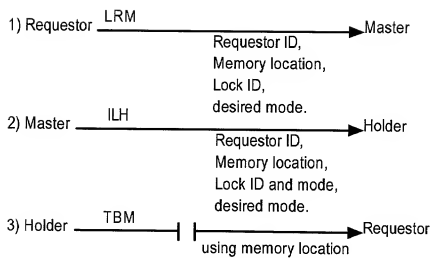 1) Requestor LRM Master
Requestor ID,
Memory location,
Lock ID,
desired mode.
2) Master ILH Holder
Requestor ID,
Memory location,
Lock ID and mode,
desired mode.
3) Holder TBM Requestor
using memory location